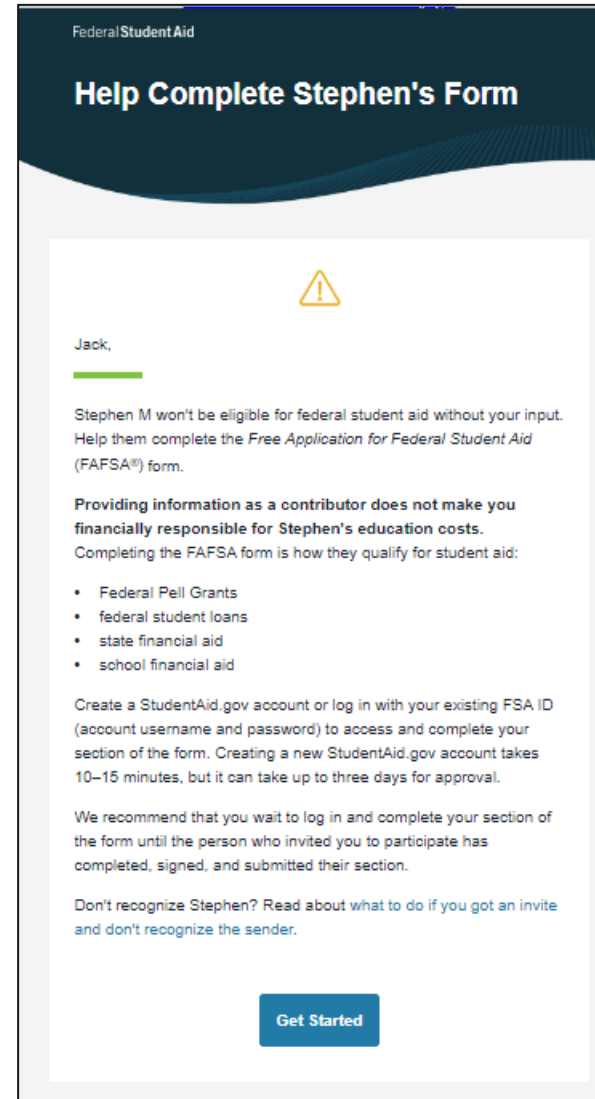 Federal Student Aid
Help Complete Stephen's Form
Jack,
Stephen M won't be eligible for federal student aid without your input.
Help them complete the Free Application for Federal Student Aid
(FAFSA®) form.
Providing information as a contributor does not make you
financially responsible for Stephen's education costs.
Completing the FAFSA form is how they qualify for student aid:
• Federal Pell Grants
• federal student loans
• state financial aid
• school financial aid
Create a StudentAid.gov account or log in with your existing FSA ID
(account username and password) to access and complete your
section of the form. Creating a new StudentAid.gov account takes
10–15 minutes, but it can take up to three days for approval.
We recommend that you wait to log in and complete your section of
the form until the person who invited you to participate has
completed, signed, and submitted their section.
Don't recognize Stephen? Read about what to do if you got an invite
and don't recognize the sender.
Get Started